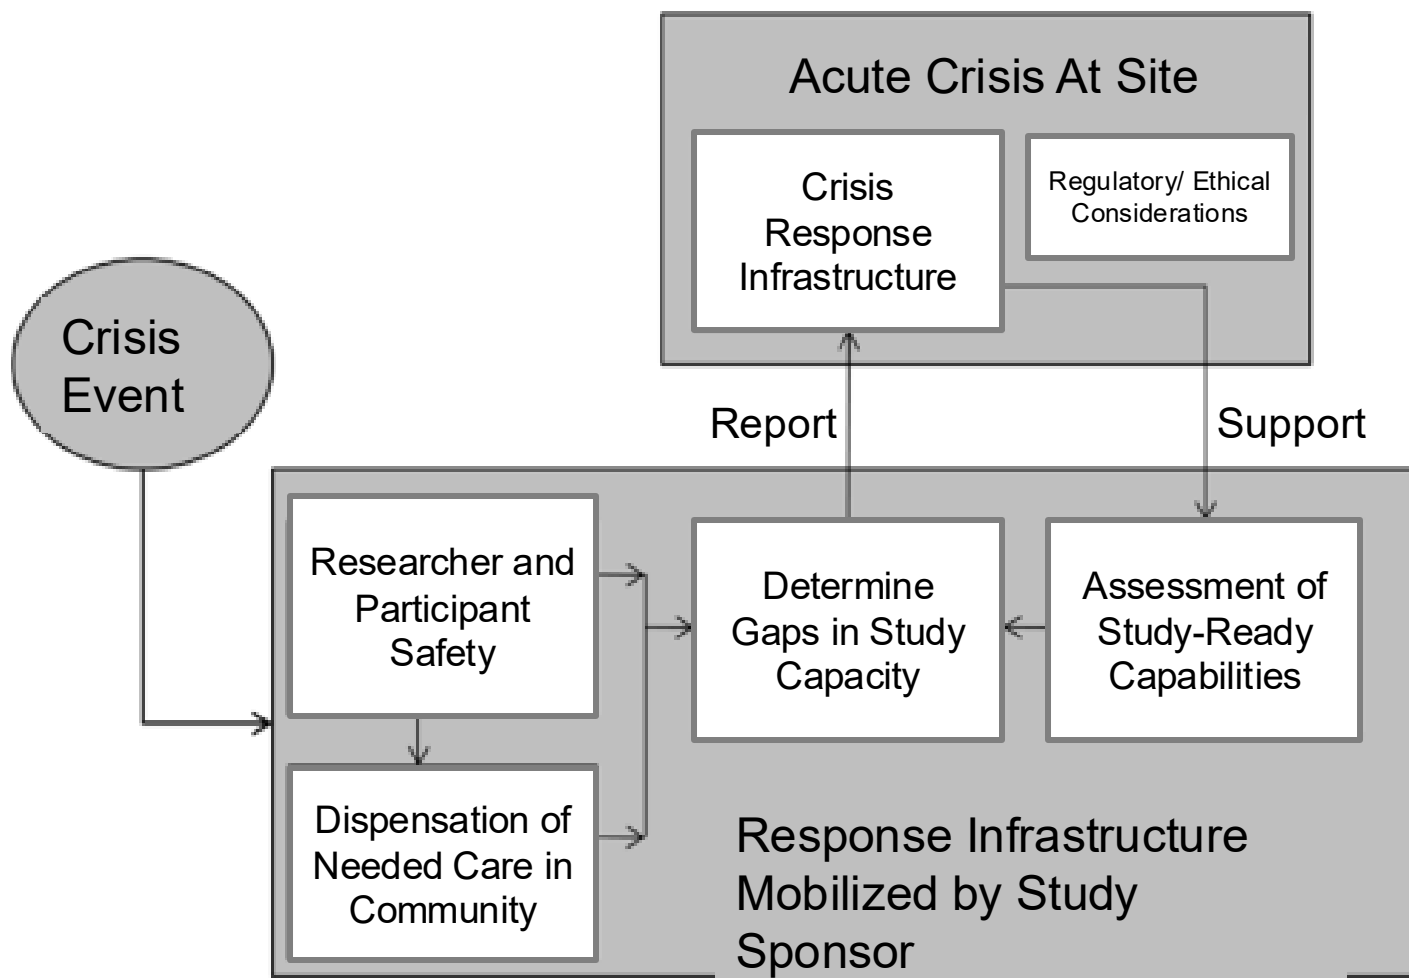 Acute Crisis At Site
Crisis
Response
Infrastructure
Regulatory/ Ethical
Considerations
Crisis
Event
Report
Support
Researcher and
Participant
Safety
Determine
Gaps in Study
Capacity
Assessment of
Study-Ready
Capabilities
Dispensation of
Needed Care in
Community
Response Infrastructure
Mobilized by Study
Sponsor